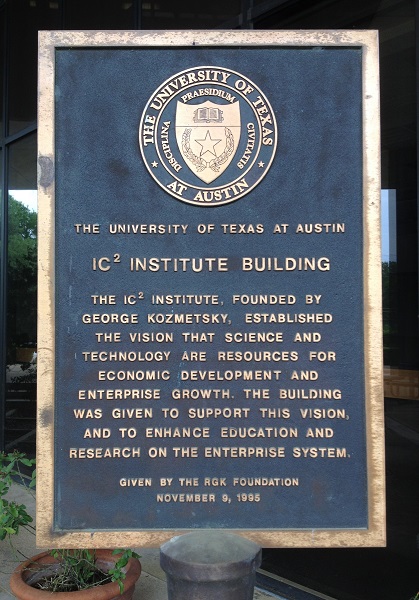 THE UNIVERSITY OF TEXAS
AT AUSTIN
PRAESIDIUM
DISCIPLINA
CIVITATIS
THE UNIVERSITY OF TEXAS AT AUSTIN
IC² INSTITUTE BUILDING
THE IC² INSTITUTE, FOUNDED BY
GEORGE KOZMETSKY, ESTABLISHED
THE VISION THAT SCIENCE AND
TECHNOLOGY ARE RESOURCES FOR
ECONOMIC DEVELOPMENT AND
ENTERPRISE GROWTH. THE BUILDING
WAS GIVEN TO SUPPORT THIS VISION,
AND TO ENHANCE EDUCATION AND
RESEARCH ON THE ENTERPRISE SYSTEM.
GIVEN BY THE RGK FOUNDATION
NOVEMBER 9, 1995